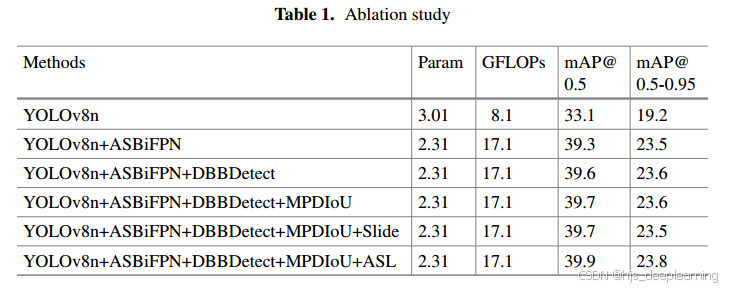 Table 1. Ablation study
Methods Param GFLOPs mAP@ 0.5 mAP@ 0.5-0.95
YOLOv8n 3.01 8.1 33.1 19.2
YOLOv8n+ASBiFPN 2.31 17.1 39.3 23.5
YOLOv8n+ASBiFPN+DBBDetect 2.31 17.1 39.6 23.6
YOLOv8n+ASBiFPN+DBBDetect+MPDIoU 2.31 17.1 39.7 23.6
YOLOv8n+ASBiFPN+DBBDetect+MPDIoU+Slide 2.31 17.1 39.7 23.5
YOLOv8n+ASBiFPN+DBBDetect+MPDIoU+ASL 2.31 17.1 39.9 23.8
CSDN @hjs_deeplearning